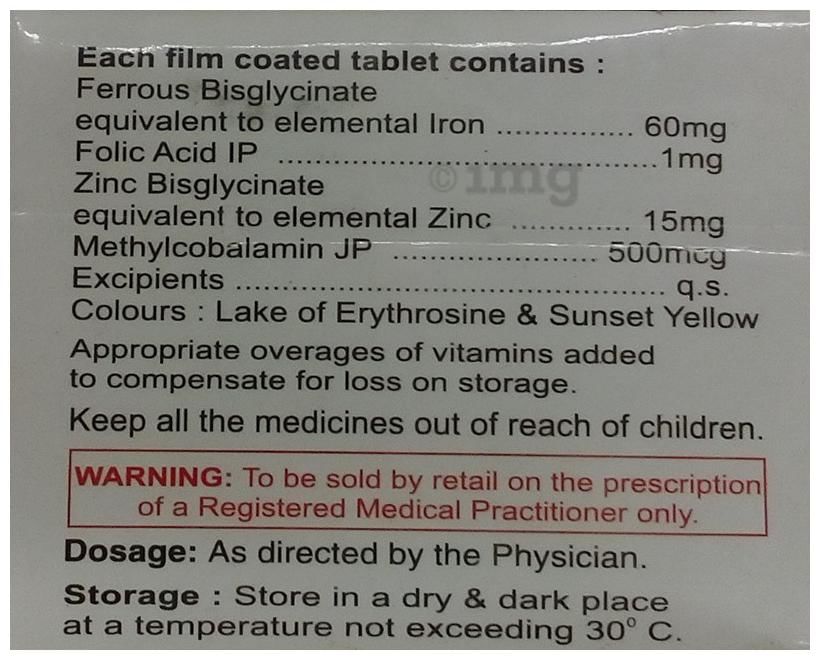 Each film coated tablet contains :
Ferrous Bisglycinate
equivalent to elemental Iron ............... 60mg
Folic Acid IP ..........................................1mg
©img
Zinc Bisglycinate
equivalent to elemental Zinc ............. 15mg
Methylcobalamin JP ...................... 500mcg
Excipients .............................................. q.s.
Colours : Lake of Erythrosine & Sunset Yellow
Appropriate overages of vitamins added
to compensate for loss on storage.
Keep all the medicines out of reach of children.
WARNING: To be sold by retail on the prescription
of a Registered Medical Practitioner only.
Dosage: As directed by the Physician.
Storage : Store in a dry & dark place
at a temperature not exceeding 30° C.